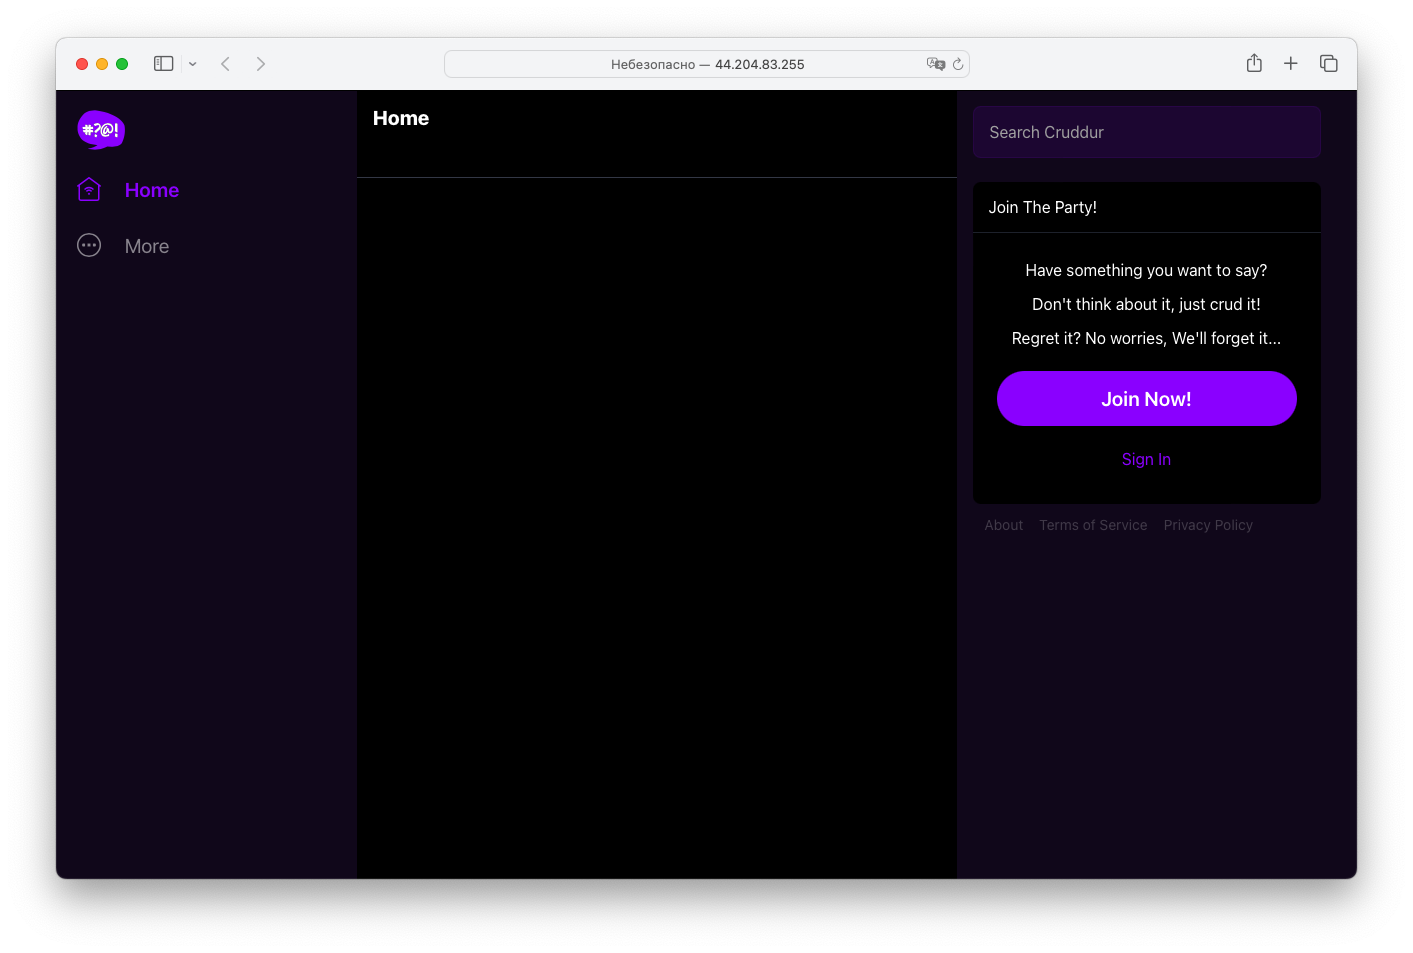 Небезопасно — 44.204.83.255
#?@!
Home
More
Home
Search Cruddur
Join The Party!
Have something you want to say?
Don't think about it, just crud it!
Regret it? No worries, We'll forget it...
Join Now!
Sign In
About Terms of Service Privacy Policy